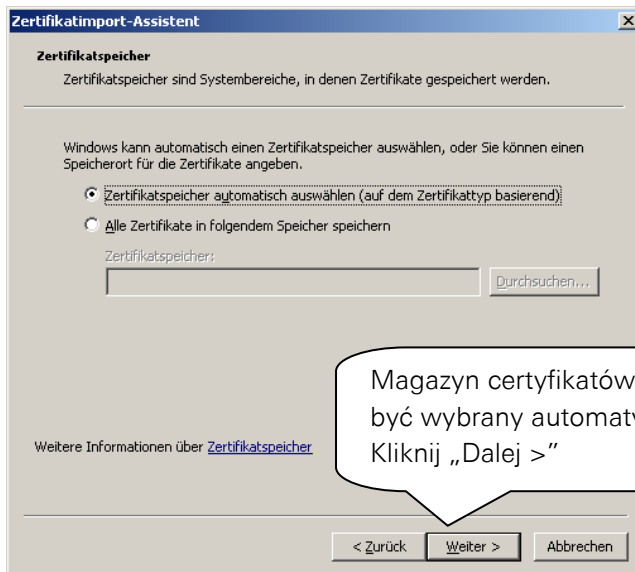 Zertifikatimport-Assistent
Zertifikatspeicher
Zertifikatspeicher sind Systembereiche, in denen Zertifikate gespeichert werden.
Windows kann automatisch einen Zertifikatspeicher auswählen, oder Sie können einen
Speicherort für die Zertifikate angeben.
Zertifikatspeicher automatisch auswählen (auf dem Zertifikattyp basierend)
Alle Zertifikate in folgendem Speicher speichern
Zertifikatspeicher:
Durchsuchen...
Magazyn certyfikatów
być wybrany
Kliknij „Dalej >”
Weitere Informationen über Zertifikatspeicher
< Zurück Weiter > Abbrechen